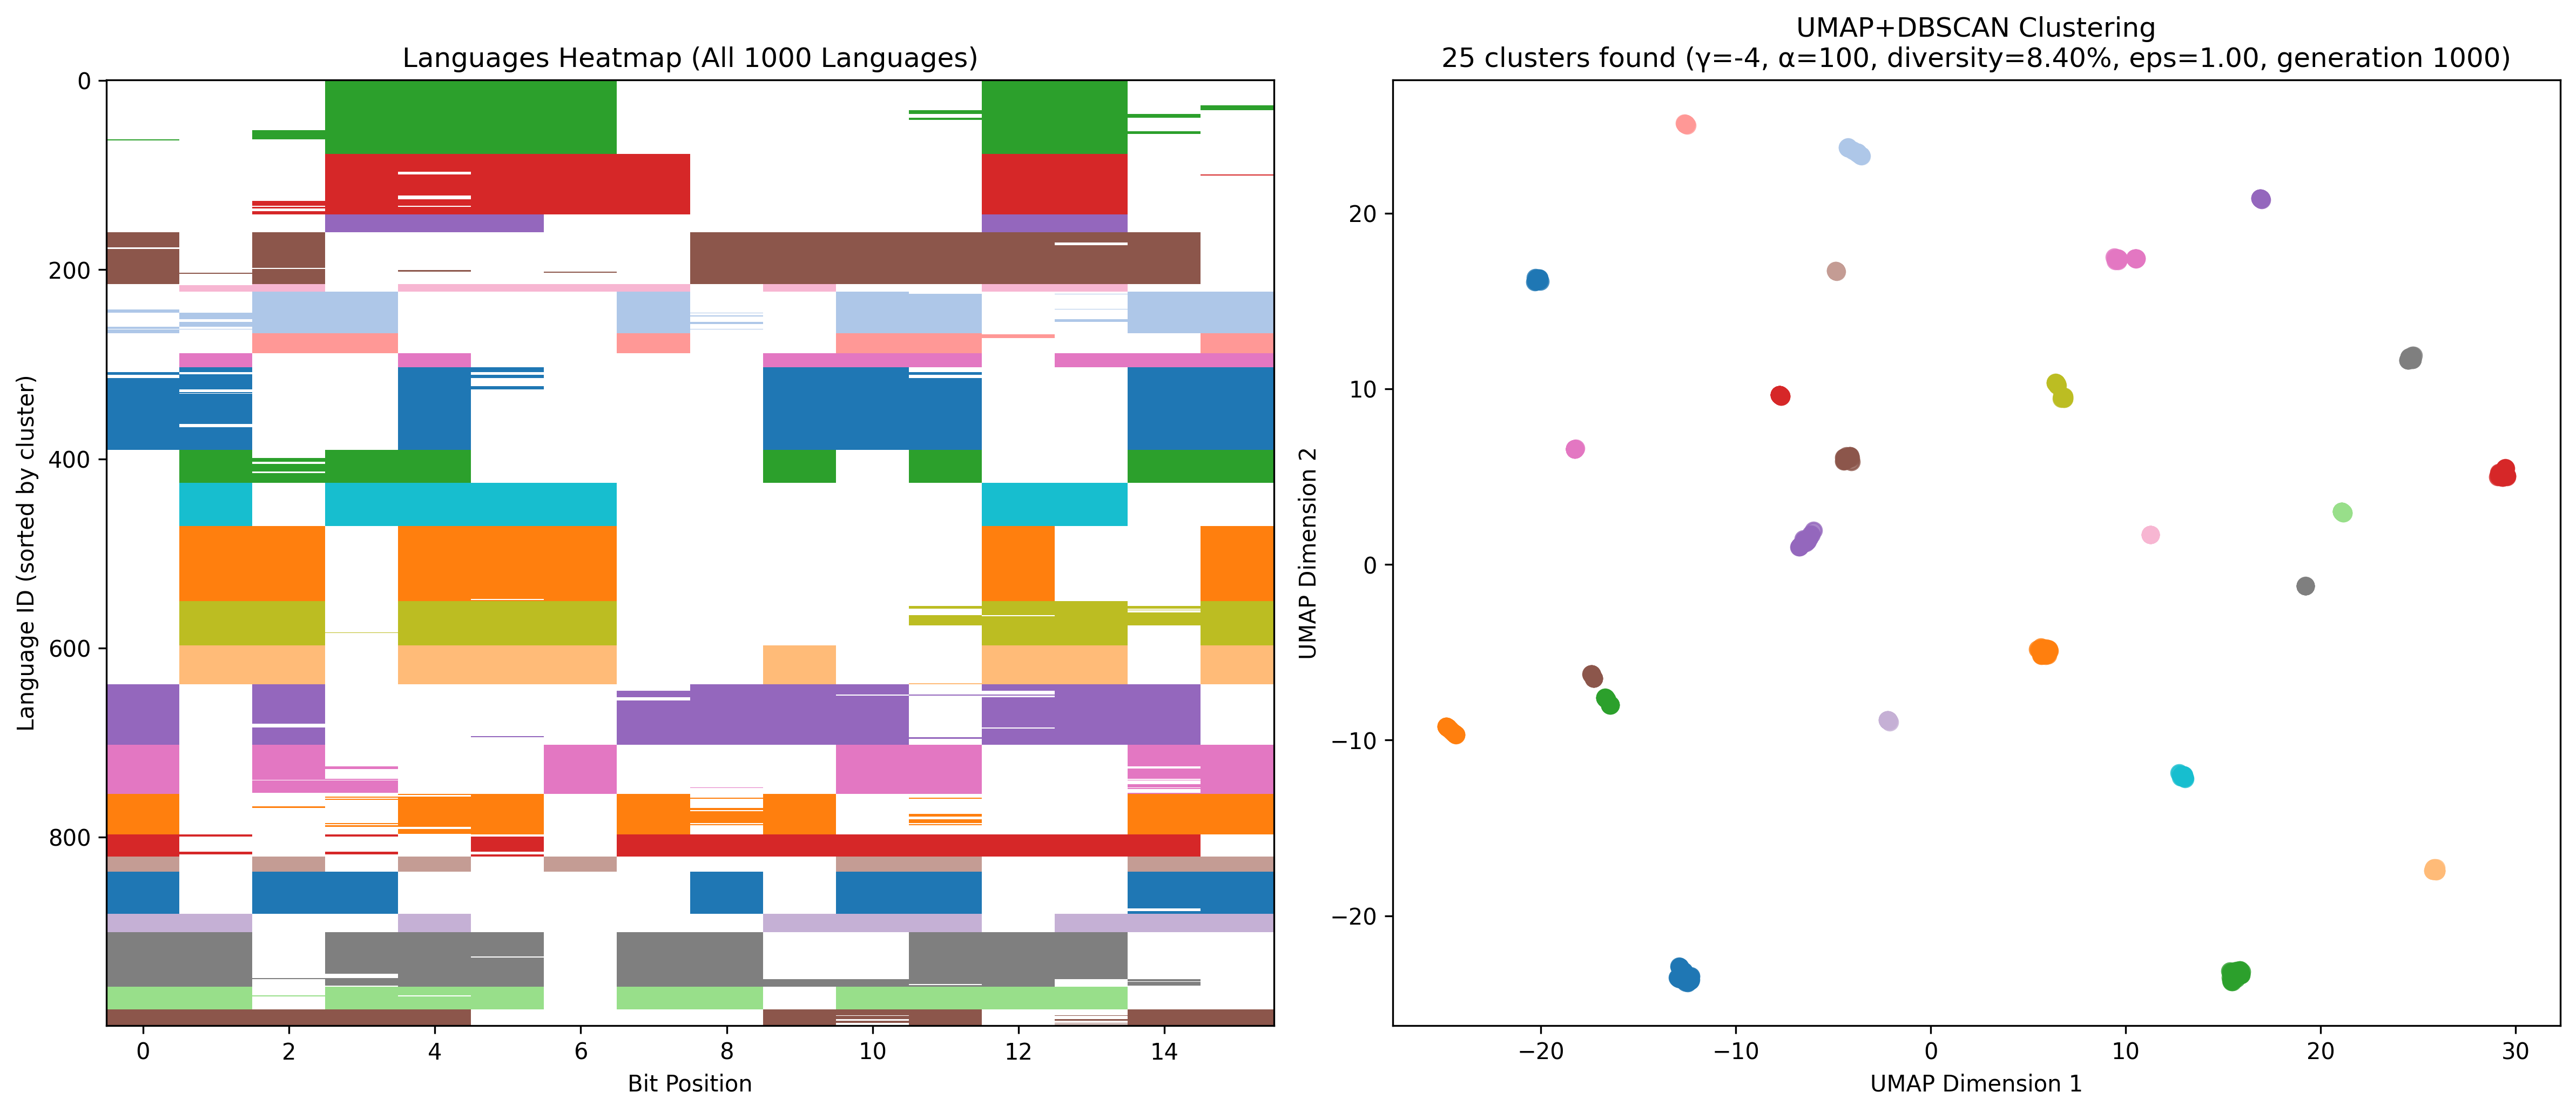 Languages Heatmap (All 1000 Languages)
0
200
400
600
800
Language ID (sorted by cluster)
0 2 4 6 8 10 12 14
Bit Position
UMAP+DBSCAN Clustering
25 clusters found (γ=-4, α=100, diversity=8.40%, eps=1.00, generation 1000)
20
10
0
−10
−20
UMAP Dimension 2
−20 −10 0 10 20 30
UMAP Dimension 1